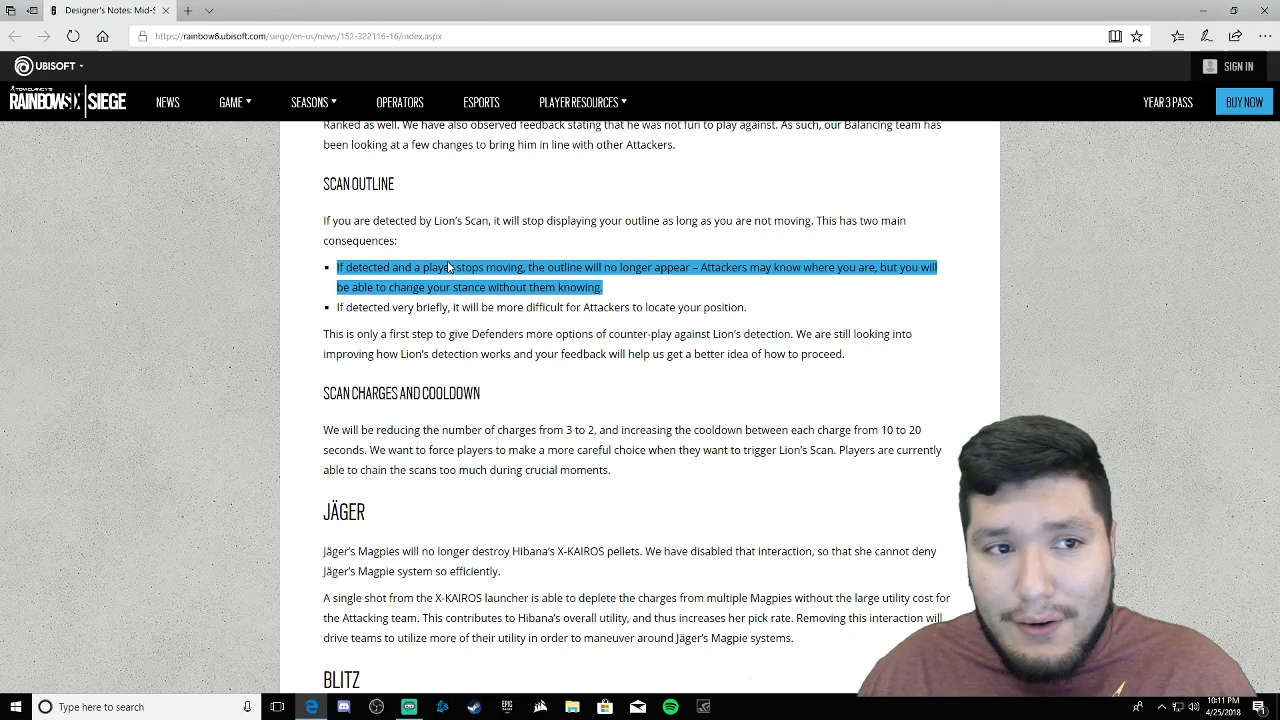 Designer's Notes: Mid-S
https://rainbow6.ubisoft.com/siege/en-us/news/152-322116-16/index.aspx
UBISOFT
SIGN IN
TOM CLANCY'S
RAINBOW SIX SIEGE
NEWS
GAME
SEASONS
OPERATORS
ESPORTS
PLAYER RESOURCES
YEAR 3 PASS
BUY NOW
Ranked as well. We have also observed feedback stating that he was not fun to play against. As such, our Balancing team has
been looking at a few changes to bring him in line with other Attackers.
SCAN OUTLINE
If you are detected by Lion's Scan, it will stop displaying your outline as long as you are not moving. This has two main
consequences:
If detected and a player stops moving, the outline will no longer appear – Attackers may know where you are, but you will
be able to change your stance without them knowing.
If detected very briefly, it will be more difficult for Attackers to locate your position.
This is only a first step to give Defenders more options of counter-play against Lion's detection. We are still looking into
improving how Lion's detection works and your feedback will help us get a better idea of how to proceed.
SCAN CHARGES AND COOLDOWN
We will be reducing the number of charges from 3 to 2, and increasing the cooldown between each charge from 10 to 20
seconds. We want to force players to make a more careful choice when they want to trigger Lion's Scan. Players are currently
able to chain the scans too much during crucial moments.
JÄGER
Jäger's Magpies will no longer destroy Hibana's X-KAIROS pellets. We have disabled that interaction, so that she cannot deny
Jäger's Magpie system so efficiently.
A single shot from the X-KAIROS launcher is able to deplete the charges from multiple Magpies without the large utility cost for
the Attacking team. This contributes to Hibana's overall utility, and thus increases her pick rate. Removing this interaction will
drive teams to utilize more of their utility in order to maneuver around Jäger's Magpie systems.
BLITZ
Type here to search
EPIC
10:11 PM
4/25/2018